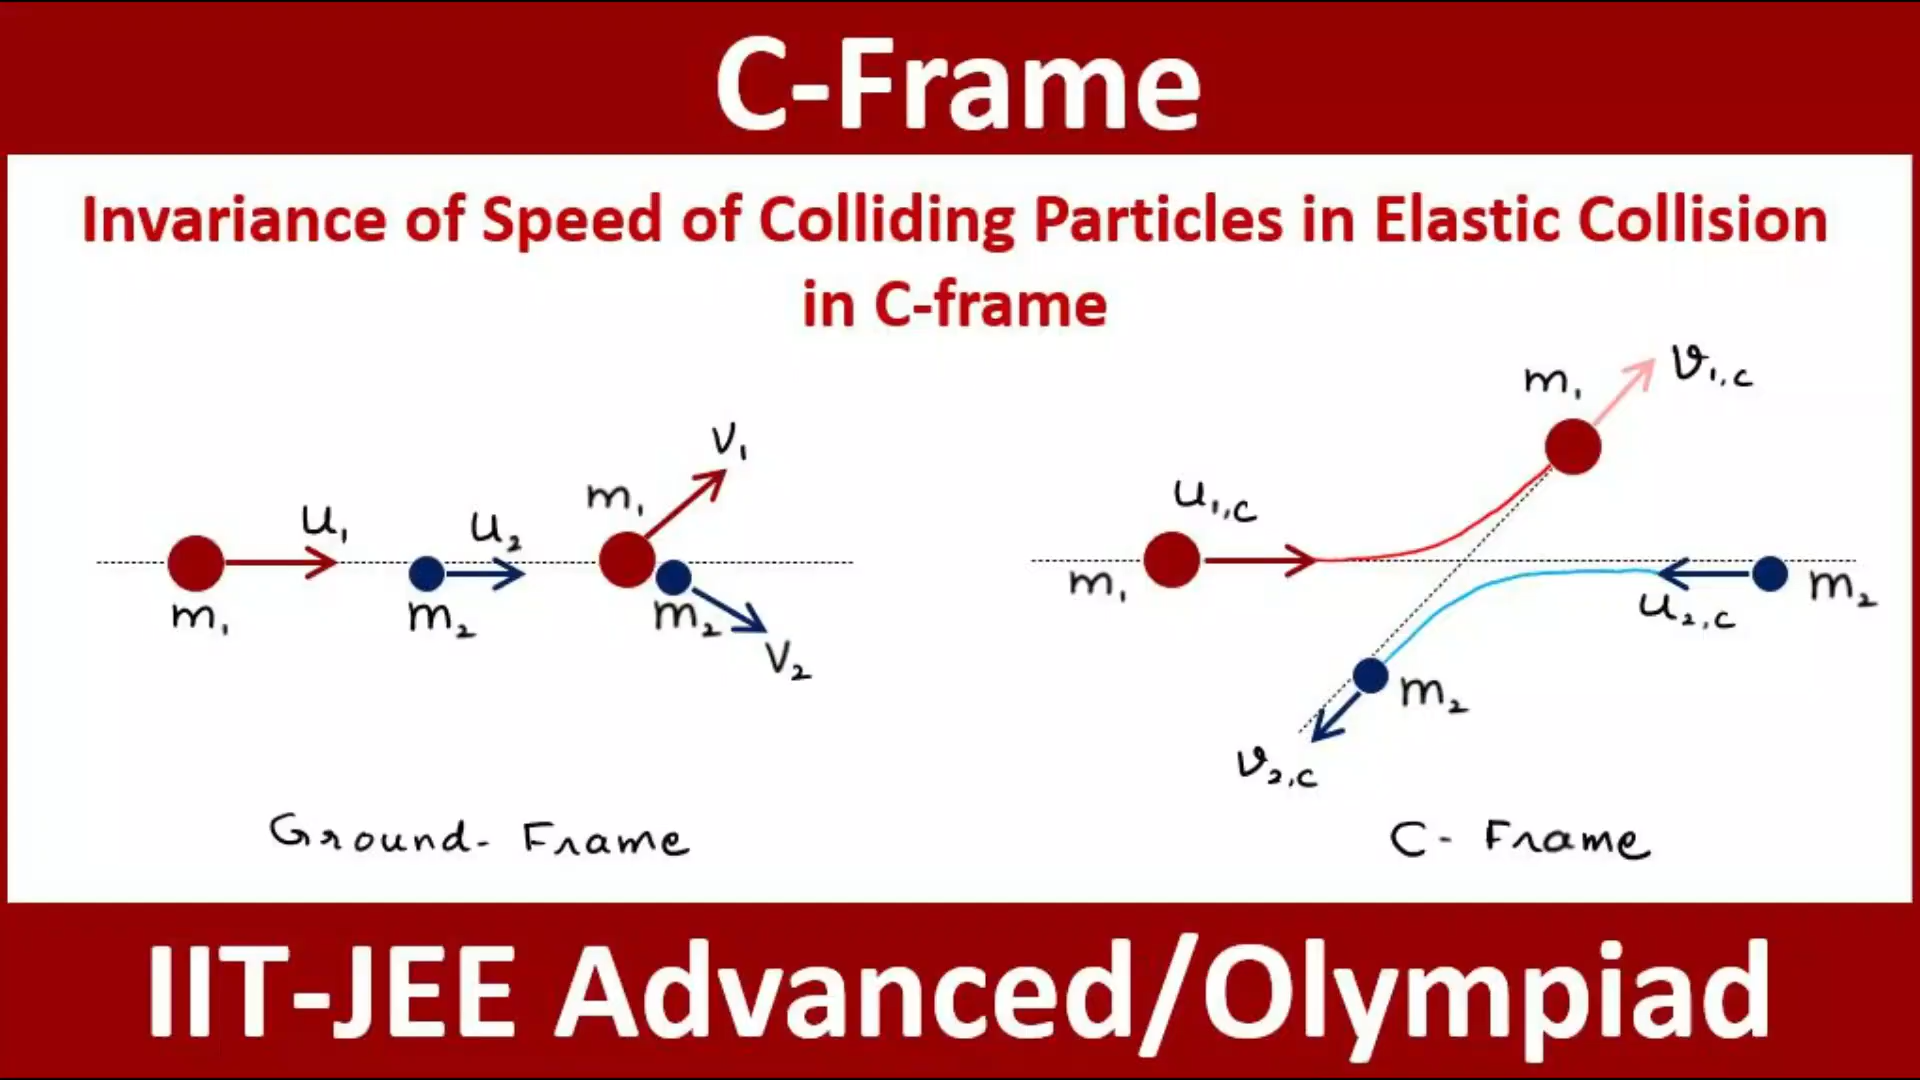 C-Frame
Invariance of Speed of Colliding Particles in Elastic Collision
in C-frame
u₁
m₁
u₂
m₂
m₁
v₁
m₂
v₂
Ground-Frame
u₁,c
m₁
m₁
v₁,c
u₂,c
m₂
m₂
v₂,c
C-Frame
IIT-JEE Advanced/Olympiad